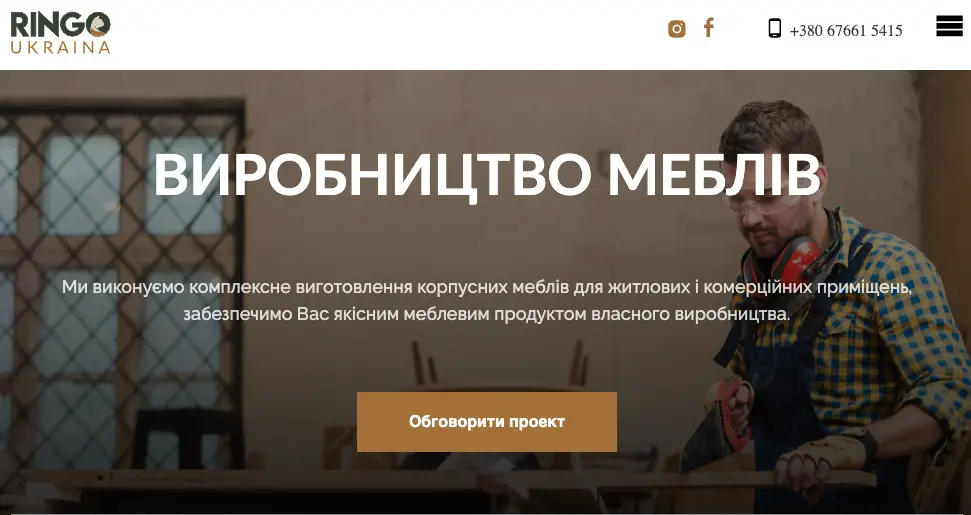 RINGO
UKRAINA
+380 67661 5415
ВИРОБНИЦТВО МЕБЛІВ
Ми виконуємо комплексне виготовлення корпусних меблів для житлових і комерційних приміщень,
забезпечимо Вас якісним меблевим продуктом власного виробництва.
Обговорити проект